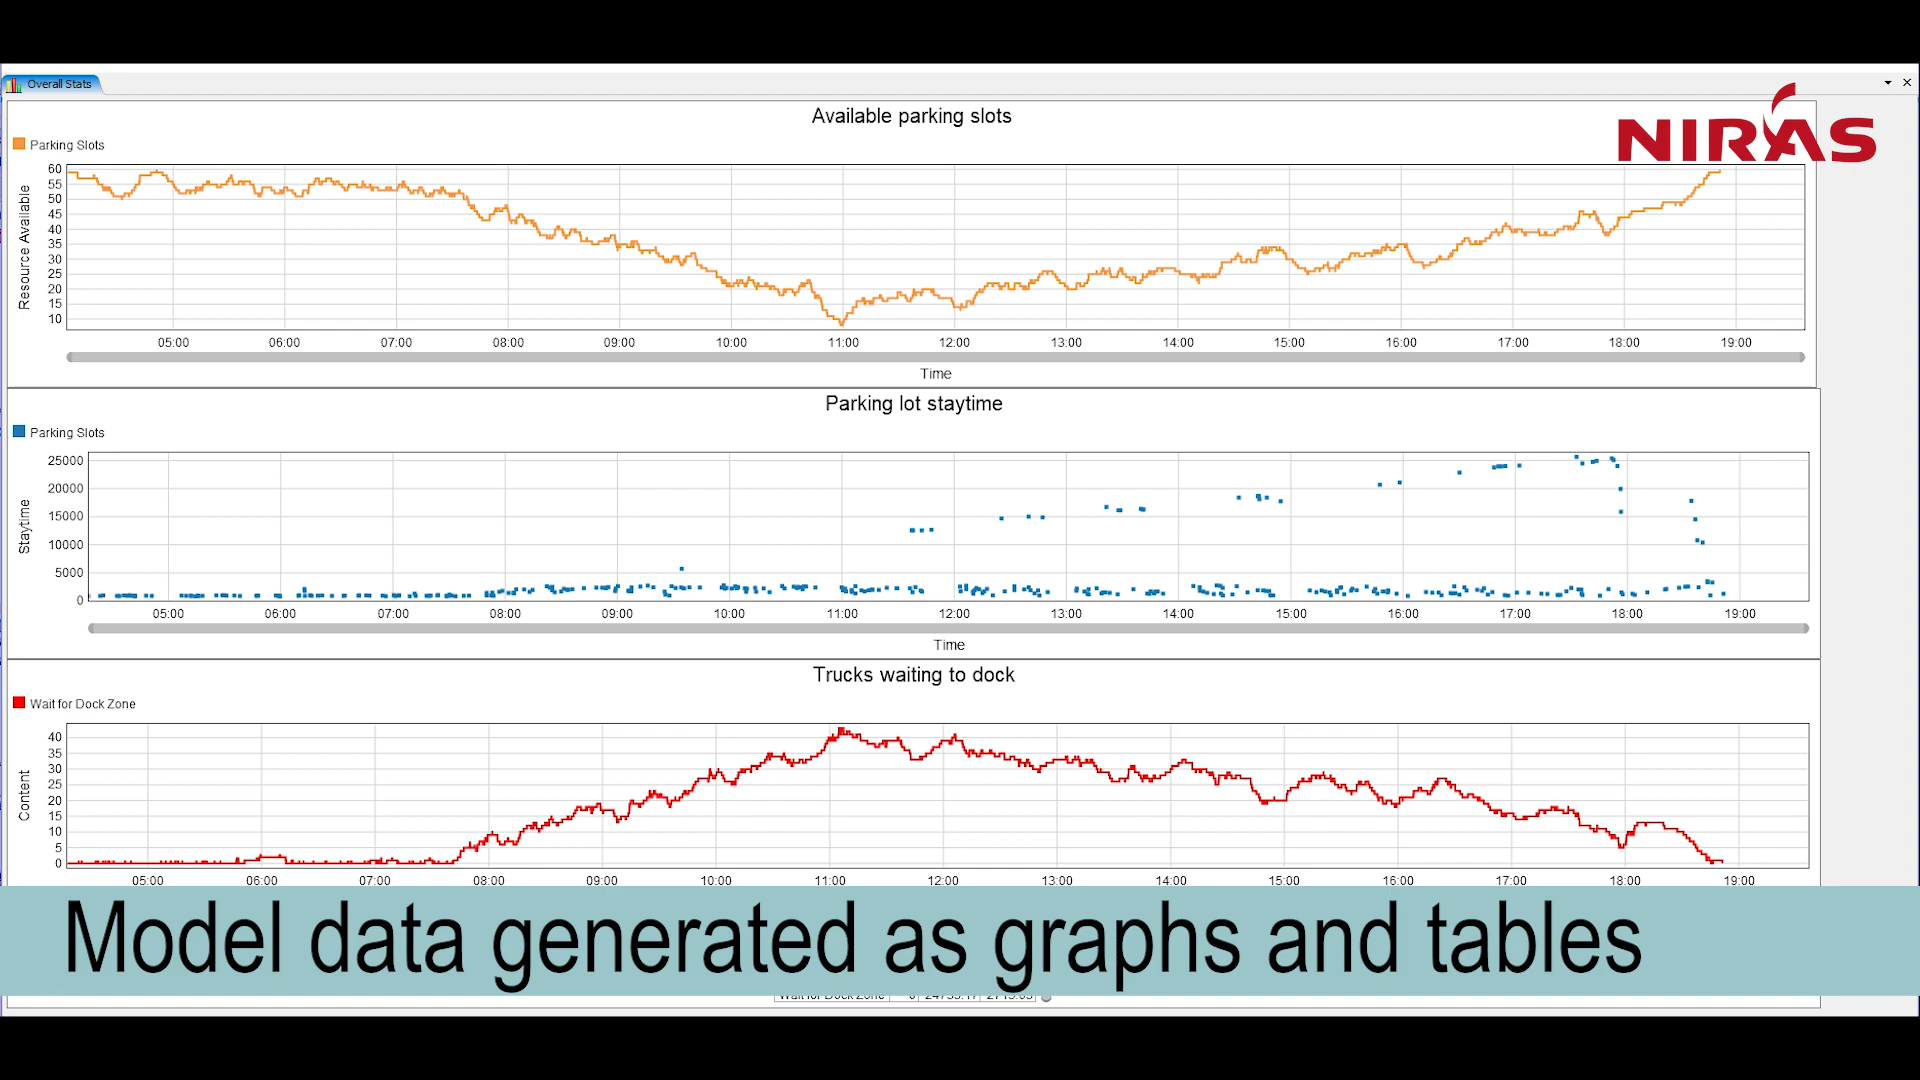 Overall Stats
NIRAS
Available parking slots
Parking Slots
Resource Available
60
55
50
45
40
35
30
25
20
15
10
05:00 06:00 07:00 08:00 09:00 10:00 11:00 12:00 13:00 14:00 15:00 16:00 17:00 18:00 19:00
Time
Parking lot staytime
Parking Slots
Staytime
25000
20000
15000
10000
5000
0
05:00 06:00 07:00 08:00 09:00 10:00 11:00 12:00 13:00 14:00 15:00 16:00 17:00 18:00 19:00
Time
Trucks waiting to dock
Wait for Dock Zone
Content
40
35
30
25
20
15
10
5
0
05:00 06:00 07:00 08:00 09:00 10:00 11:00 12:00 13:00 14:00 15:00 16:00 17:00 18:00 19:00
Model data generated as graphs and tables
Wait for Dock Zone